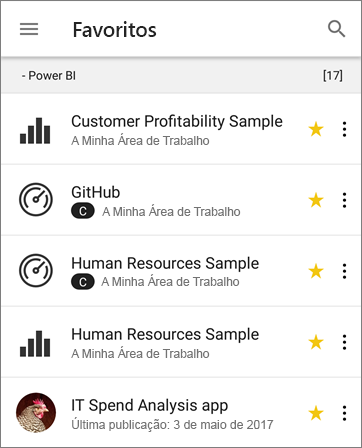 Favoritos
- Power BI [17]
Customer Profitability Sample
A Minha Área de Trabalho
GitHub
C A Minha Área de Trabalho
Human Resources Sample
C A Minha Área de Trabalho
Human Resources Sample
A Minha Área de Trabalho
IT Spend Analysis app
Última publicação: 3 de maio de 2017